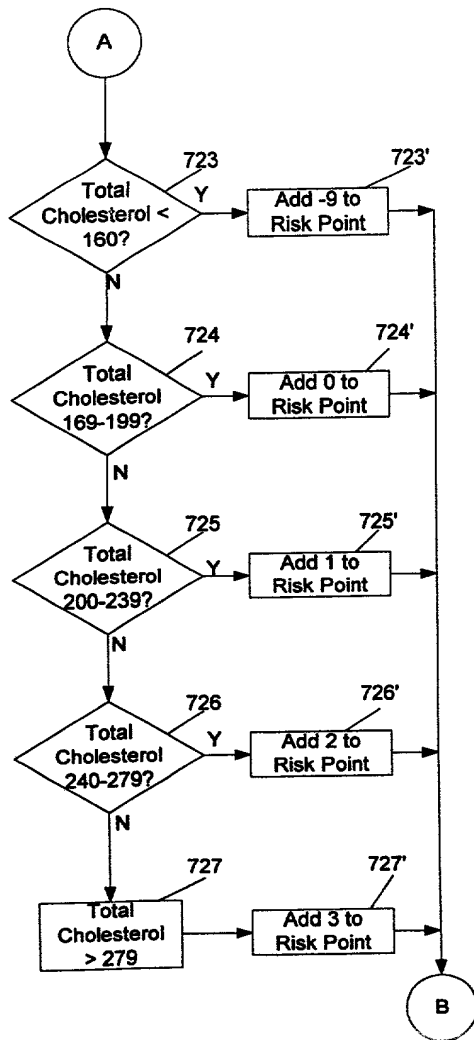 A
723
723'
Total
Cholesterol <
160?
Y
Add -9 to
Risk Point
N
724
724'
Total
Cholesterol
169-199?
Y
Add 0 to
Risk Point
N
725
725'
Total
Cholesterol
200-239?
Y
Add 1 to
Risk Point
N
726
726'
Total
Cholesterol
240-279?
Y
Add 2 to
Risk Point
N
727
727'
Total
Cholesterol
> 279
Add 3 to
Risk Point
B